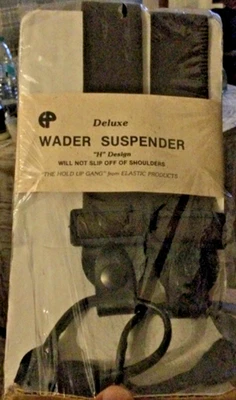 EP
Deluxe
WADER SUSPENDER
"H" Design
WILL NOT SLIP OFF OF SHOULDERS
"THE HOLD UP GANG" from ELASTIC PRODUCTS